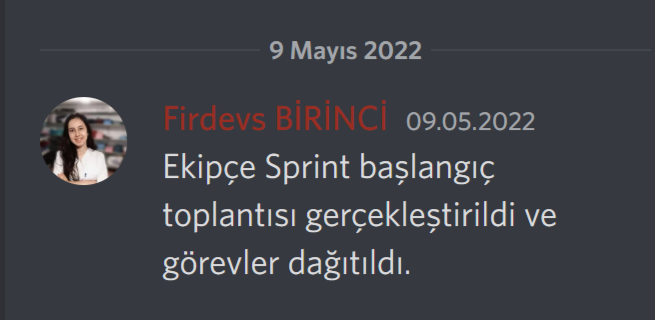 9 Mayıs 2022
Firdevs BİRİNCİ 09.05.2022
Ekipçe Sprint başlangıç
toplantısı gerçekleştirildi ve
görevler dağıtıldı.